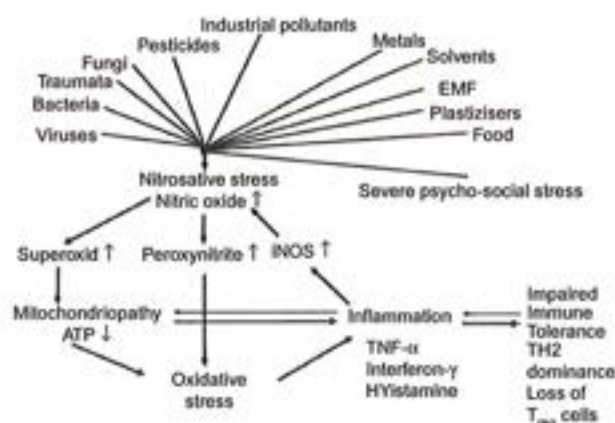 Industrial pollutants
Pesticides
Metals
Fungi
Solvents
Traumata
EMF
Bacteria
Plastizisers
Viruses
Food
Nitrosative stress
Severe psycho-social stress
Nitric oxide ↑
Superoxid ↑
Peroxynitrite ↑
iNOS ↑
Mitochondriopathy
ATP ↓
Inflammation
TNF-α
Interferon-γ
HYistamine
Impaired
Immune
Tolerance
TH2
dominance
Loss of
cells
Oxidative
stress